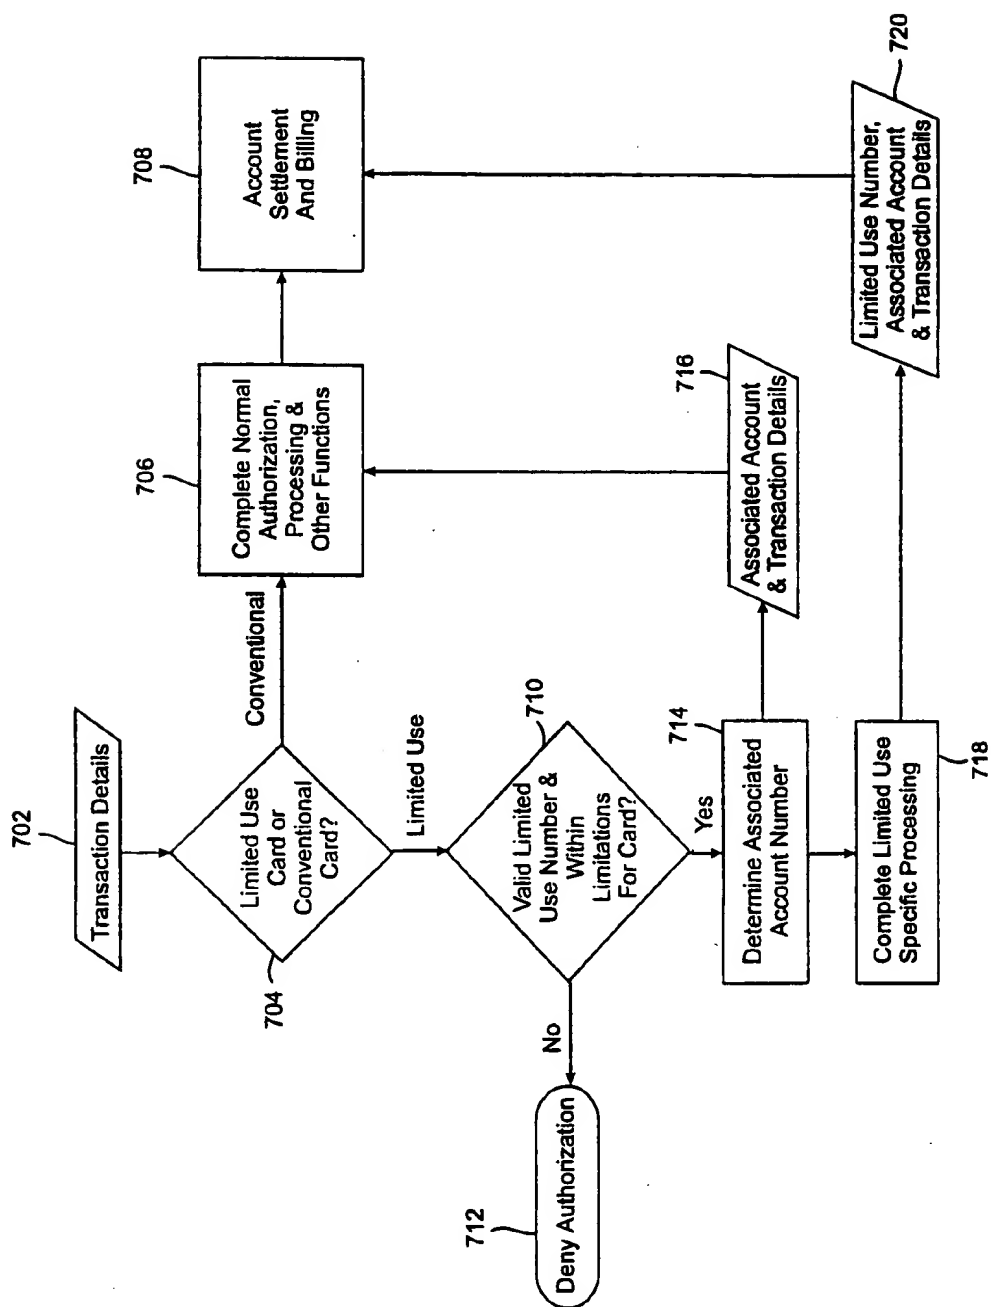 702
Transaction Details
704
Limited Use
Card or
Conventional
Card?
Conventional
706
Complete Normal
Authorization,
Processing &
Other Functions
708
Account
Settlement
And Billing
Limited Use
710
Valid Limited
Use Number &
Within
Limitations
For Card?
No
712
Deny Authorization
Yes
714
Determine Associated
Account Number
716
Associated Account
& Transaction Details
Complete Limited Use
Specific Processing
718
720
Limited Use Number,
Associated Account
& Transaction Details